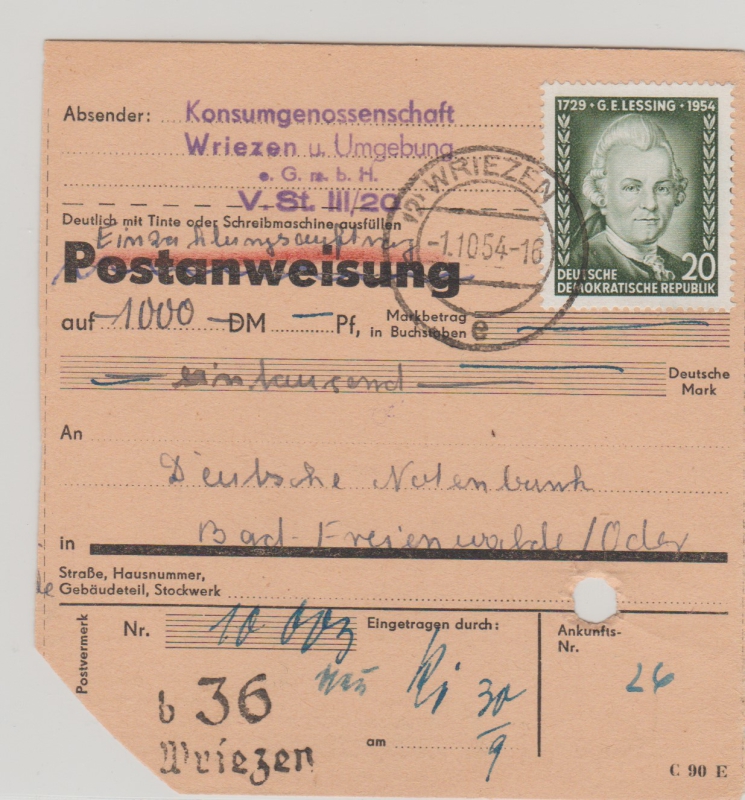 Absender: Konsumgenossenschaft
Wriezen u. Umgebung
e. G. m. b. H.
V. St. III/20
1729 · G.E.LESSING · 1954
DEUTSCHE
DEMOKRATISCHE REPUBLIK
20
WRIEZEN
-1.10.54-16
e
Deutlich mit Tinte oder Schreibmaschine ausfüllen
Einzahlungsauftrag
Postanweisung
auf -1000- DM — Pf, Markbetrag in Buchstaben
— eintausend — Deutsche Mark
An
Deutsche Notenbank
in Bad-Freienwalde/Oder
Straße, Hausnummer,
Gebäudeteil, Stockwerk
Postvermerk
Nr. 10 003 Eingetragen durch: Ankunfts-Nr.
26
30/9
b 36
Wriezen
am
C 90 E